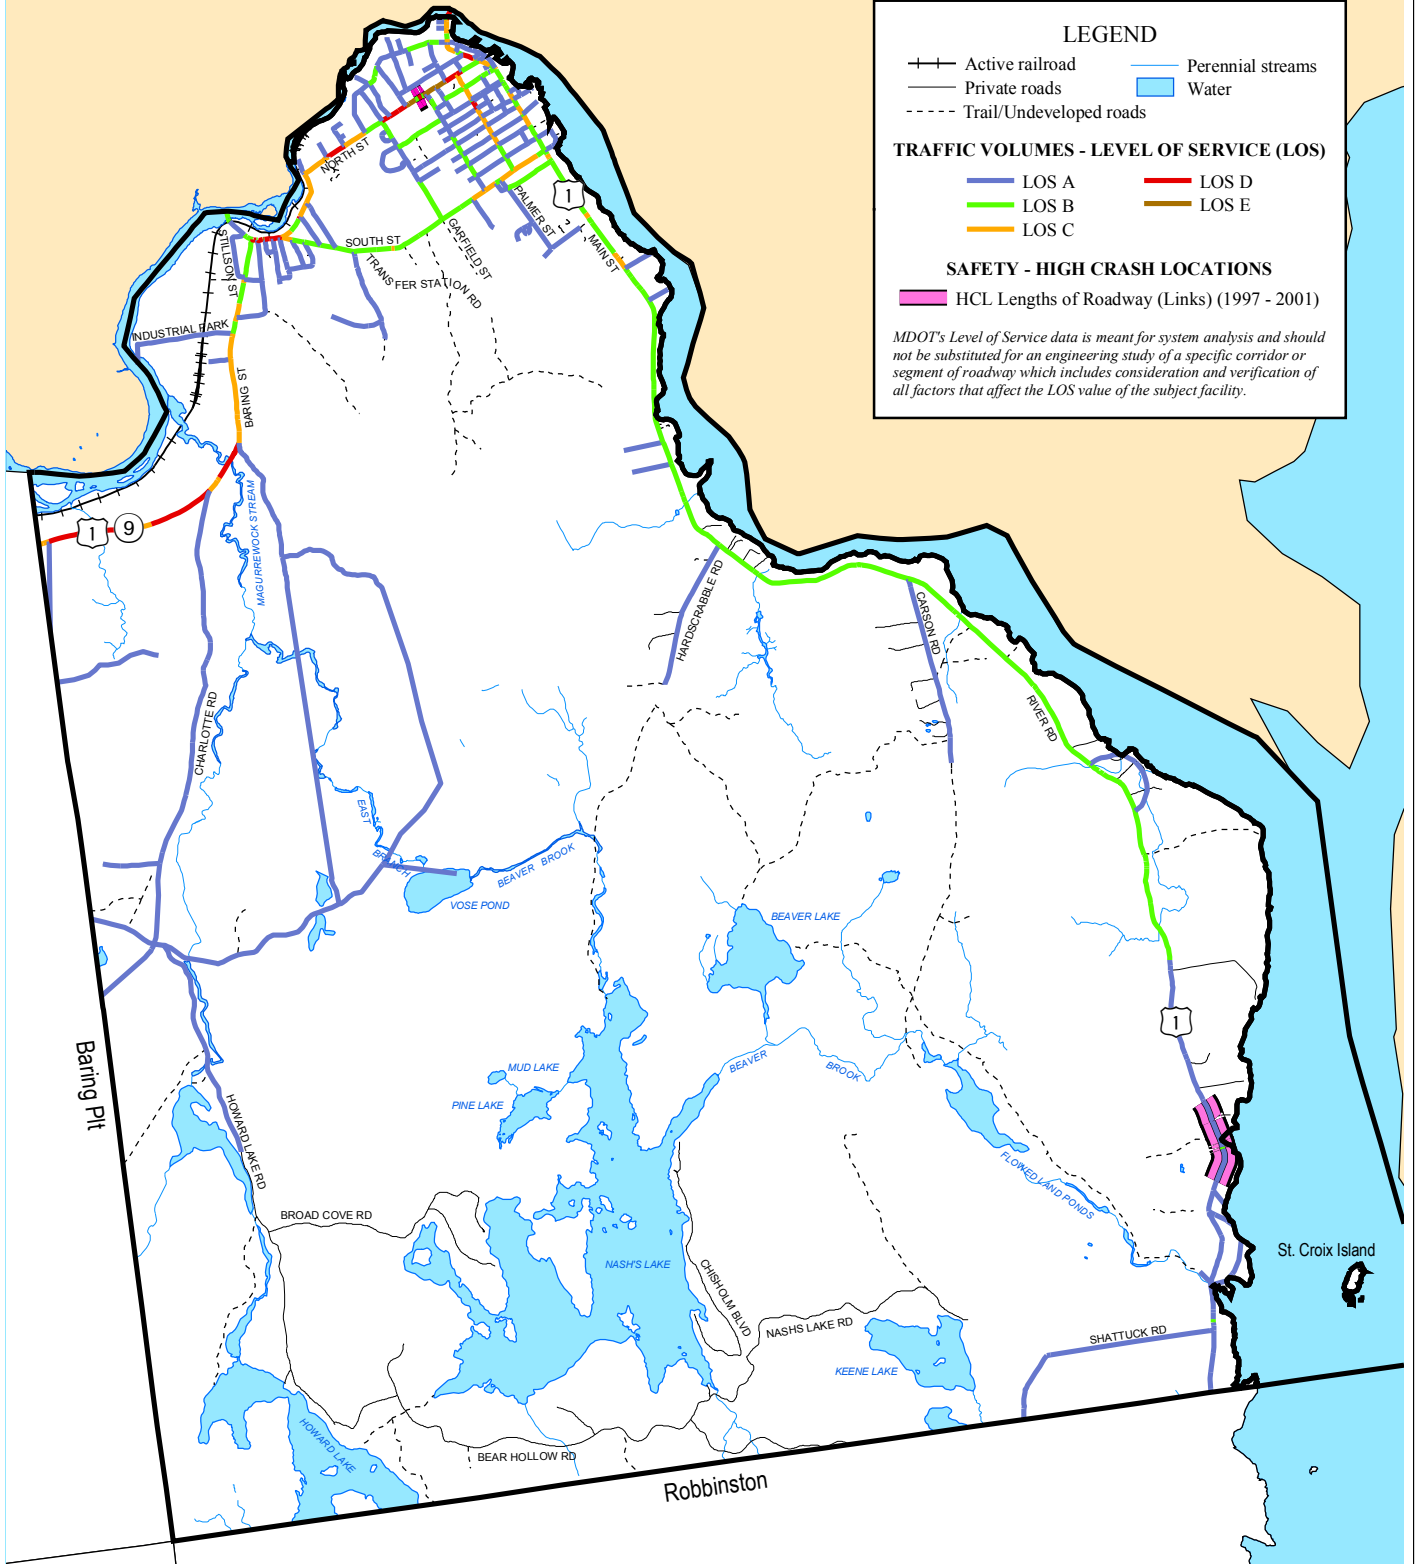 LEGEND
Active railroad
Perennial streams
Private roads
Water
Trail/Undeveloped roads
TRAFFIC VOLUMES - LEVEL OF SERVICE (LOS)
LOS A
LOS D
LOS B
LOS E
LOS C
SAFETY - HIGH CRASH LOCATIONS
HCL Lengths of Roadway (Links) (1997 - 2001)
MDOT's Level of Service data is meant for system analysis and should
not be substituted for an engineering study of a specific corridor or
segment of roadway which includes consideration and verification of
all factors that affect the LOS value of the subject facility.
NORTH ST
1
PALMER ST
MAIN ST
STILLSON ST
SOUTH ST
GARFIELD ST
TRANSFER STATION RD
INDUSTRIAL PARK
BARING ST
1
9
MAGURREWOCK STREAM
HARDSCRABBLE RD
CARSON RD
RIVER RD
CHARLOTTE RD
EAST
BRANCH
BEAVER BROOK
VOSE POND
BEAVER LAKE
1
Baring Plt
MUD LAKE
BEAVER
BROOK
PINE LAKE
HOWARD LAKE RD
FLOWED LAND PONDS
BROAD COVE RD
St. Croix Island
NASH'S LAKE
CHISHOLM BLVD
NASHS LAKE RD
SHATTUCK RD
KEENE LAKE
HOWARD LAKE
BEAR HOLLOW RD
Robbinston